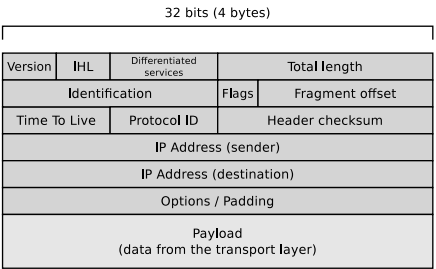 32 bits (4 bytes)
Version IHL Differentiated services Total length
Identification Flags Fragment offset
Time To Live Protocol ID Header checksum
IP Address (sender)
IP Address (destination)
Options / Padding
Payload
(data from the transport layer)